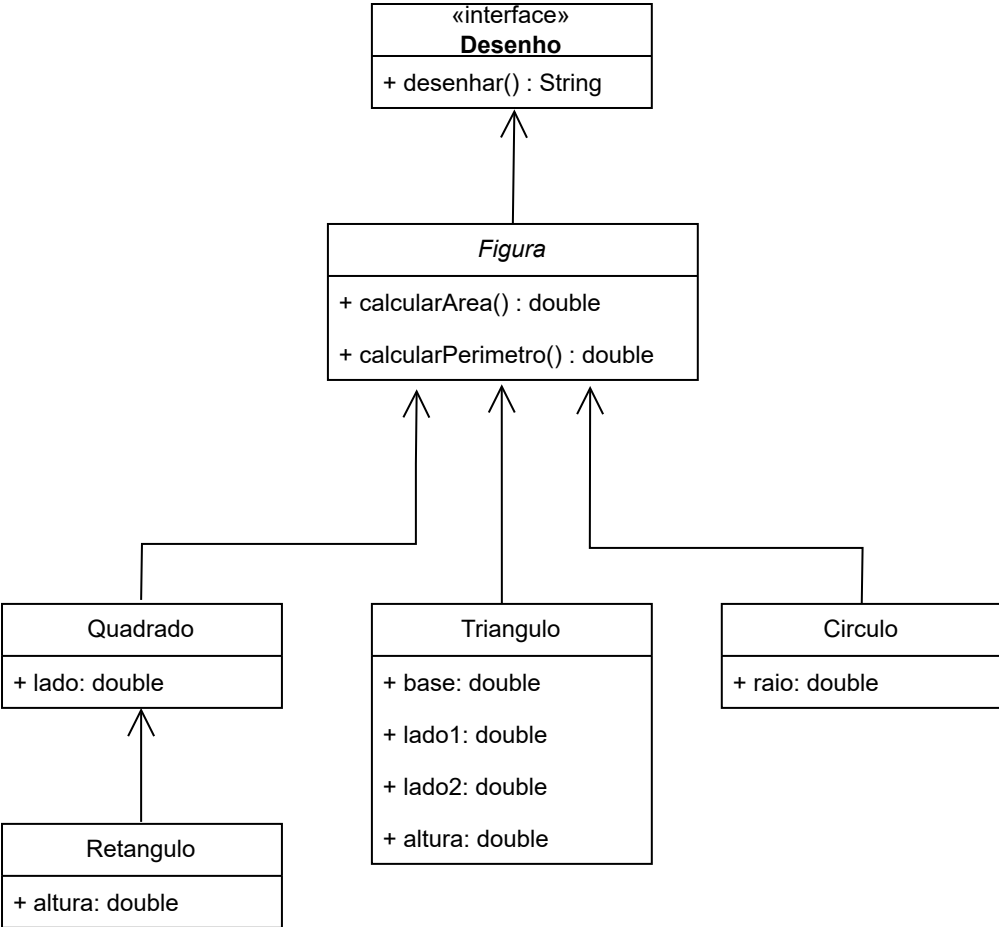 «interface»
Desenho
+ desenhar() : String
Figura
+ calcularArea() : double
+ calcularPerimetro() : double
Quadrado
+ lado: double
Triangulo
+ base: double
+ lado1: double
+ lado2: double
+ altura: double
Circulo
+ raio: double
Retangulo
+ altura: double